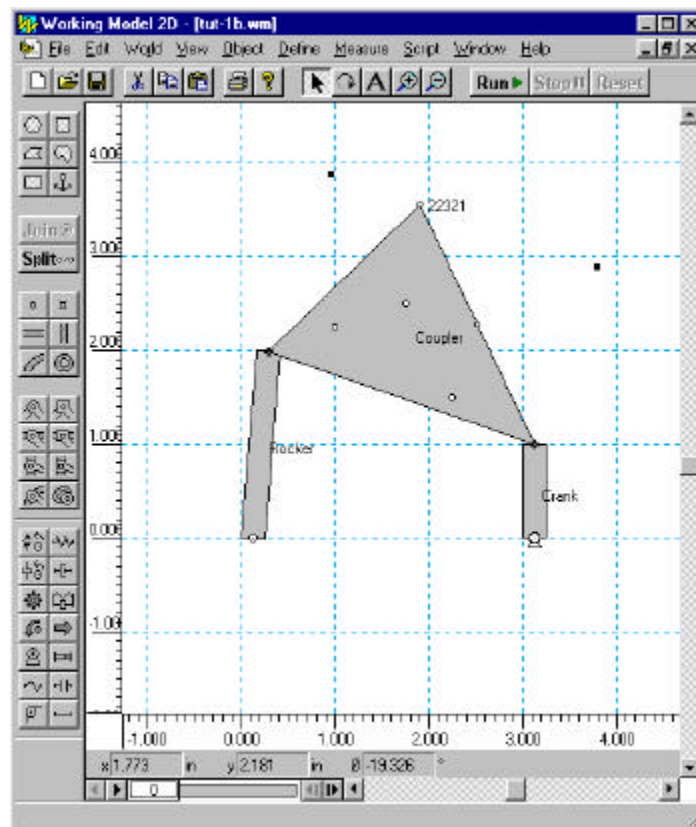 Working Model 2D - [tut-1b.wm]
File Edit World View Object Define Measure Script Window Help
A Run Stop Reset
Join
Split
4.000
3.000
2.000
1.000
0.000
-1.00
22321
Coupler
Rocker
Crank
-1.000 0.000 1.000 2.000 3.000 4.000
x 1.773 in y 2.181 in Ø -19.326 °
0